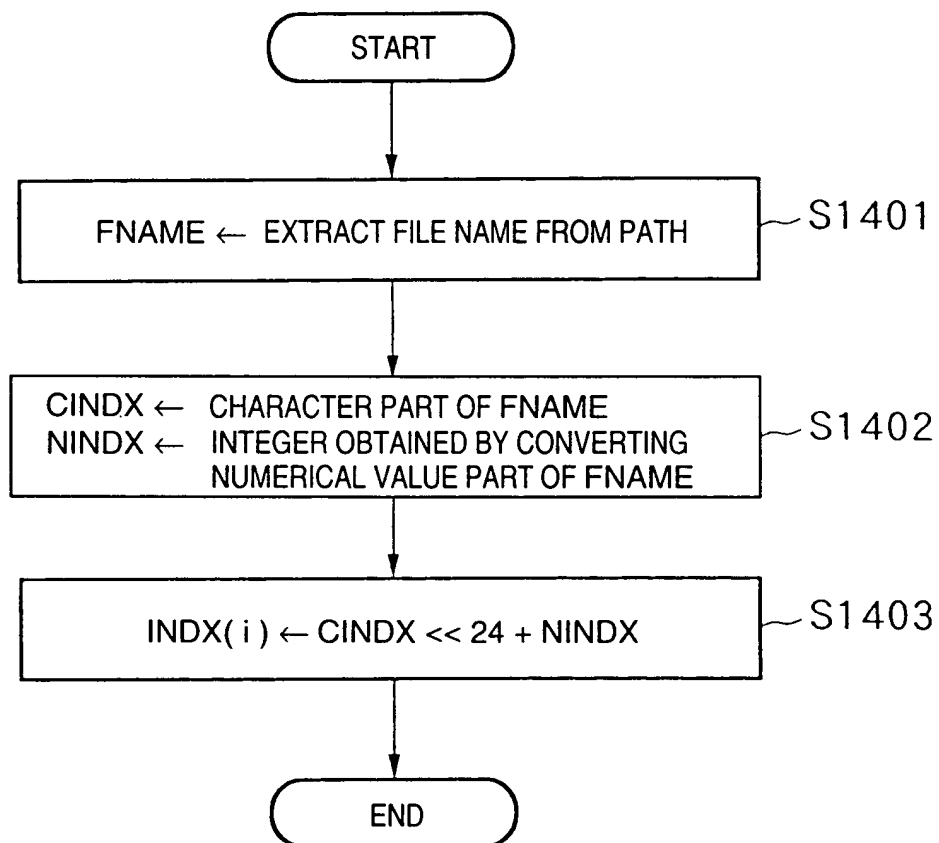 START
FNAME ← EXTRACT FILE NAME FROM PATH
S1401
CINDX ← CHARACTER PART OF FNAME
NINDX ← INTEGER OBTAINED BY CONVERTING
NUMERICAL VALUE PART OF FNAME
S1402
INDX( i ) ← CINDX << 24 + NINDX
S1403
END